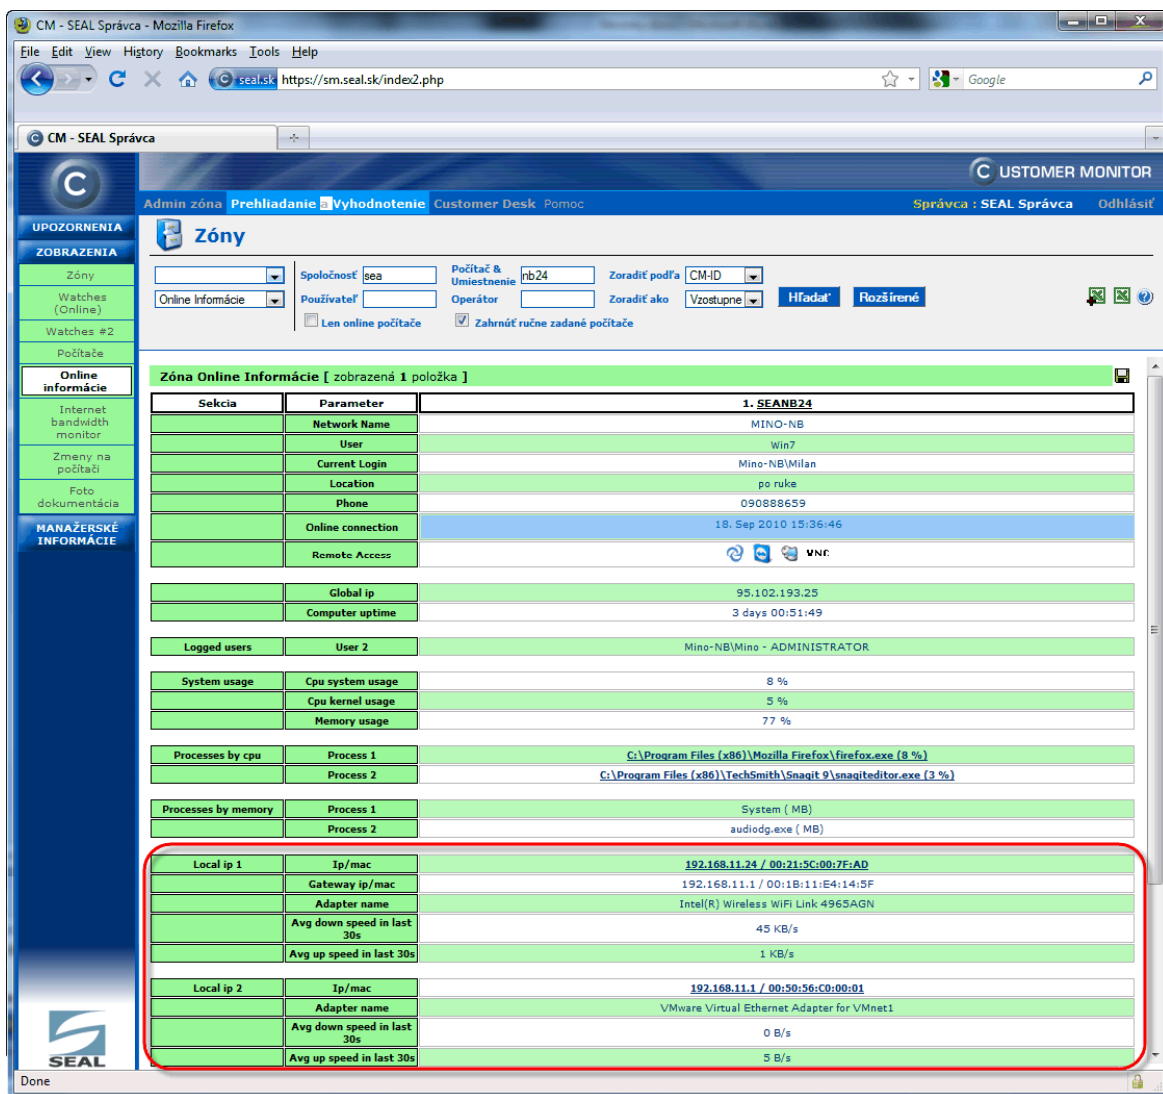 CM - SEAL Správca - Mozilla Firefox
File Edit View History Bookmarks Tools Help
seal.sk https://sm.seal.sk/index2.php
Google
CM - SEAL Správca
C USTOMER MONITOR
Admin zóna Prehliadanie a Vyhodnotenie Customer Desk Pomoc
Správca : SEAL Správca Odhlásiť
UPOZORNENIA
ZOBRAZENIA
Zóny
Watches (Online)
Watches #2
Počítače
Online informácie
Internet bandwidth monitor
Zmeny na počítači
Foto dokumentácia
MANAŽERSKÉ INFORMÁCIE
SEAL
Zóny
Spoločnosť sea Počítač & Umiestnenie nb24 Zoradiť podľa CM-ID
Online Informácie Používateľ Operátor Zoradiť ako Vzostupne Hľadať Rozšírené
Len online počítače Zahrnúť ručne zadané počítače
Zóna Online Informácie [ zobrazená 1 položka ]
Sekcia Parameter 1. SEANB24
Network Name MINO-NB
User Win7
Current Login Mino-NB\Milan
Location po ruke
Phone 090888659
Online connection 18. Sep 2010 15:36:46
Remote Access VNC
Global ip 95.102.193.25
Computer uptime 3 days 00:51:49
Logged users User 2 Mino-NB\Mino - ADMINISTRATOR
System usage Cpu system usage 8 %
Cpu kernel usage 5 %
Memory usage 77 %
Processes by cpu Process 1 C:\Program Files (x86)\Mozilla Firefox\firefox.exe (8 %)
Process 2 C:\Program Files (x86)\TechSmith\Snagit 9\snagiteditor.exe (3 %)
Processes by memory Process 1 System ( MB)
Process 2 audiodg.exe ( MB)
Local ip 1 Ip/mac 192.168.11.24 / 00:21:5C:00:7F:AD
Gateway ip/mac 192.168.11.1 / 00:1B:11:E4:14:5F
Adapter name Intel(R) Wireless WiFi Link 4965AGN
Avg down speed in last 30s 45 KB/s
Avg up speed in last 30s 1 KB/s
Local ip 2 Ip/mac 192.168.11.1 / 00:50:56:C0:00:01
Adapter name VMware Virtual Ethernet Adapter for VMnet1
Avg down speed in last 30s 0 B/s
Avg up speed in last 30s 5 B/s
Done